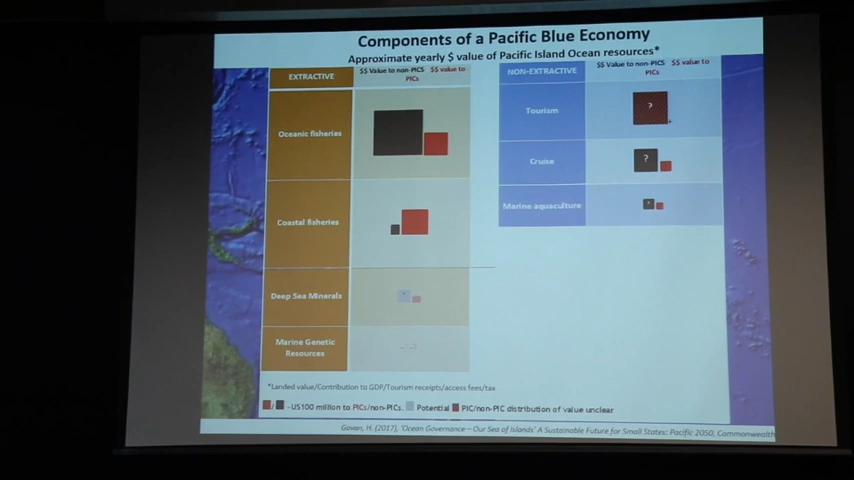 Components of a Pacific Blue Economy
Approximate yearly $ value of Pacific Island Ocean resources*
EXTRACTIVE
$$ Value to non-PICS $$ value to
PICs
Oceanic fisheries
Coastal fisheries
Deep Sea Minerals
Marine Genetic
Resources
NON-EXTRACTIVE
$$ Value to non-PICS $$ value to
PICs
Tourism
?
Cruise
?
Marine aquaculture
*Landed value/Contribution to GDP/Tourism receipts/access fees/tax
/ -US100 million to PICs/non-PICs. Potential PIC/non-PIC distribution of value unclear
Govan, H. (2017), 'Ocean Governance – Our Sea of Islands' A Sustainable Future for Small States: Pacific 2050; Commonwealth